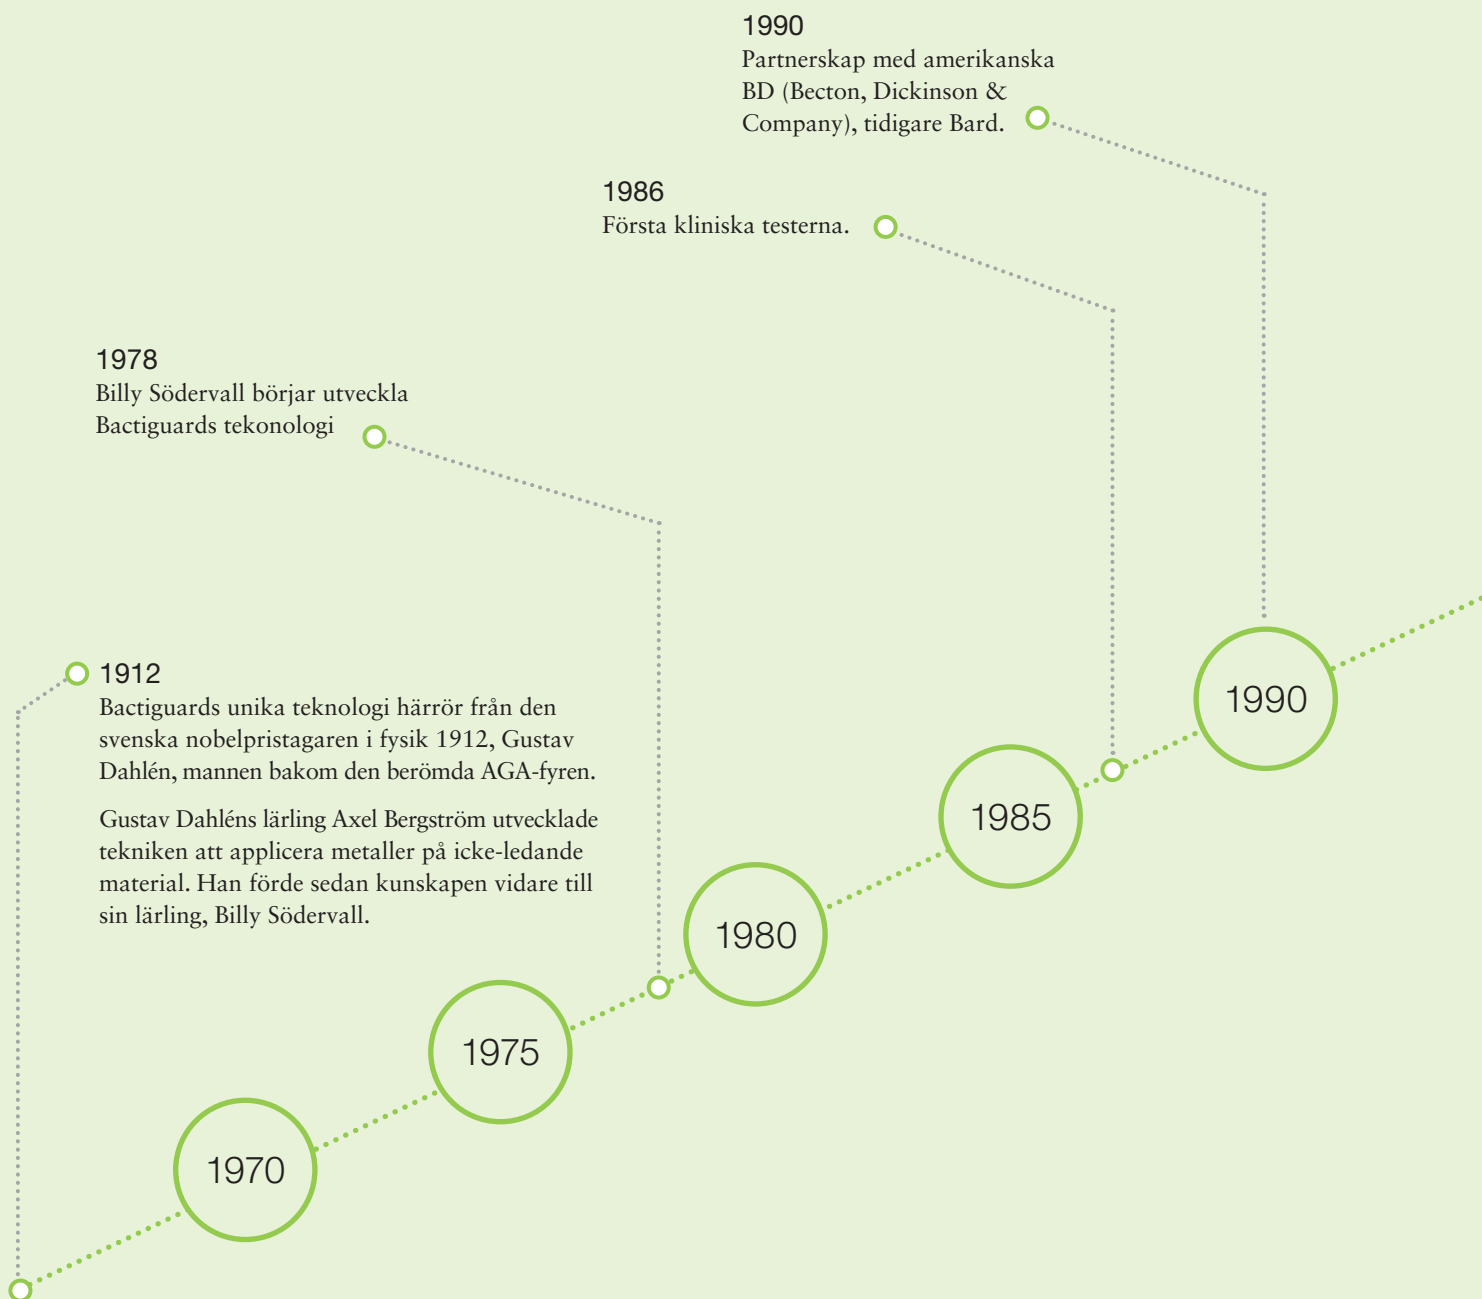 1990
Partnerskap med amerikanska
BD (Becton, Dickinson &
Company), tidigare Bard.
1986
Första kliniska testerna.
1978
Billy Södervall börjar utveckla
Bactiguards tekonologi
1912
Bactiguards unika teknologi härrör från den
svenska nobelpristagaren i fysik 1912, Gustav
Dahlén, mannen bakom den berömda AGA-fyren.
Gustav Dahléns lärling Axel Bergström utvecklade
tekniken att applicera metaller på icke-ledande
material. Han förde sedan kunskapen vidare till
sin lärling, Billy Södervall.
1990
1985
1980
1975
1970